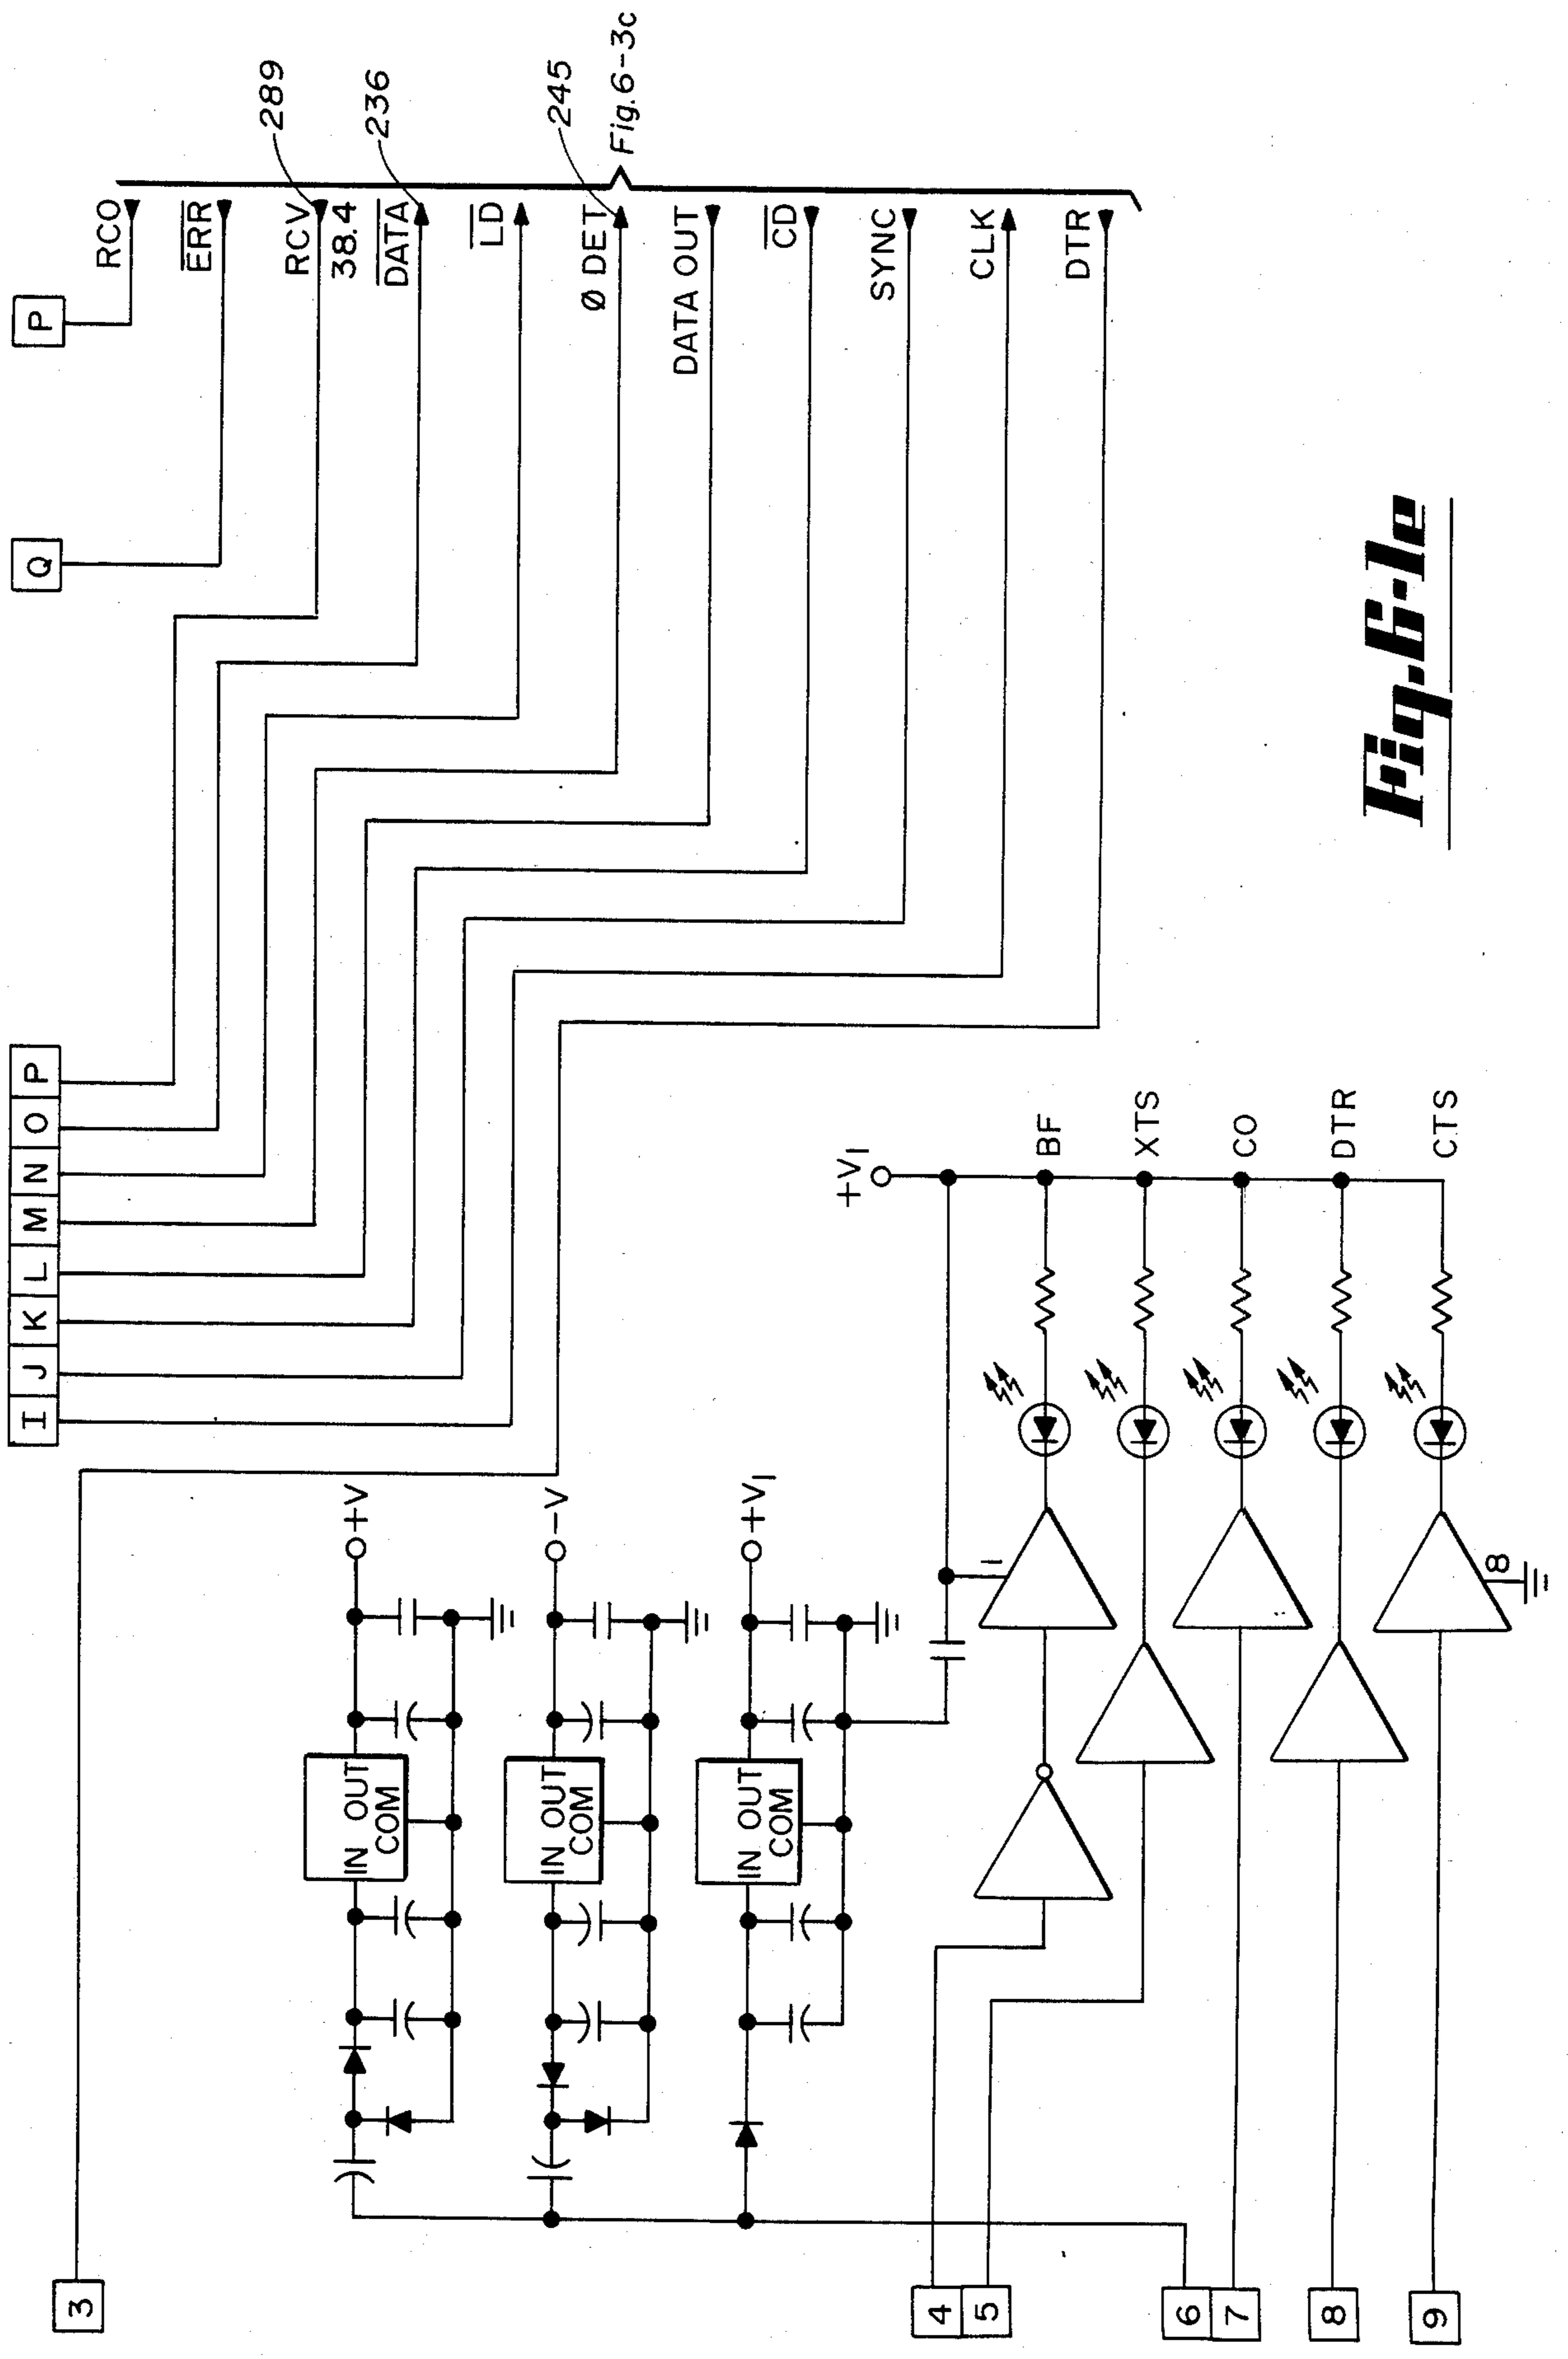 P
RCO
Q
ERR
RCV
38.4
289
DATA
236
LD
Ø DET
245
Fig. 6-3c
DATA OUT
CD
SYNC
CLK
DTR
I J K L M N O P
3
+V
IN OUT
COM
-V
IN OUT
COM
+V1
IN OUT
COM
+V1
4
1
BF
5
XTS
6
7
CO
8
DTR
9
8
CTS
Fig. 6-1e